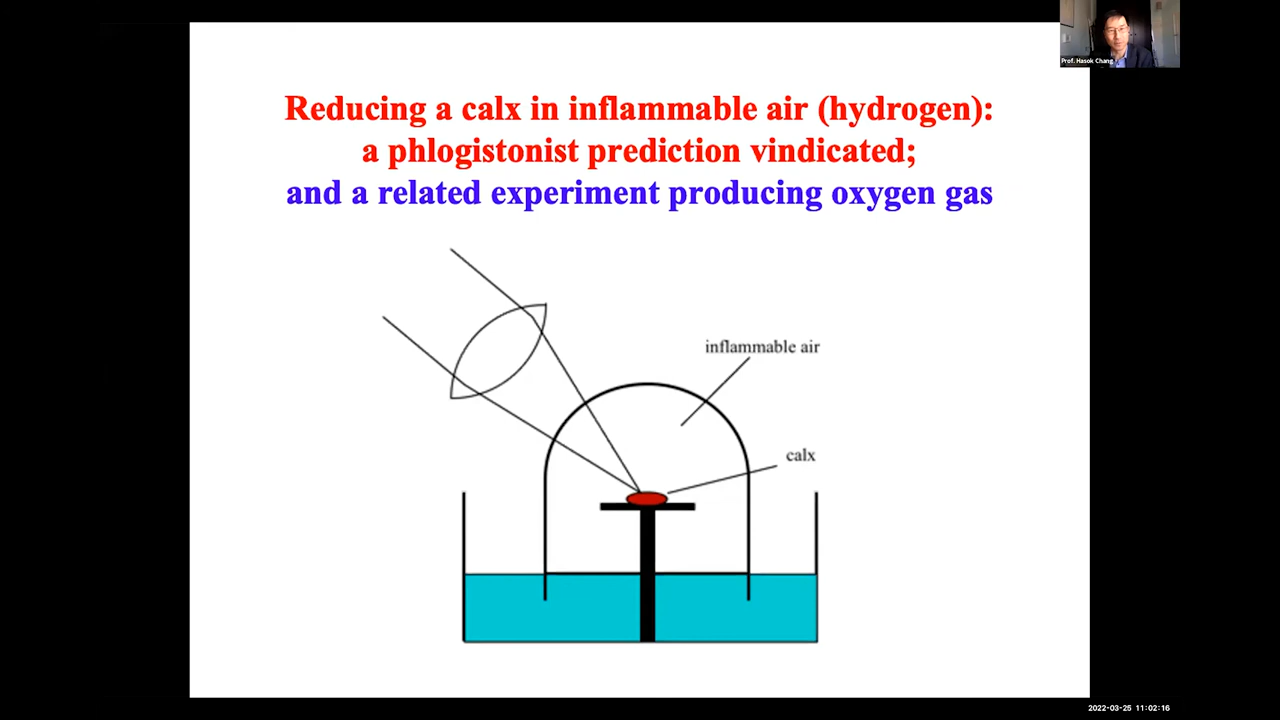 Prof. Hasok Chang
Reducing a calx in inflammable air (hydrogen):
a phlogistonist prediction vindicated;
and a related experiment producing oxygen gas
inflammable air
calx
2022-03-25 11:02:16